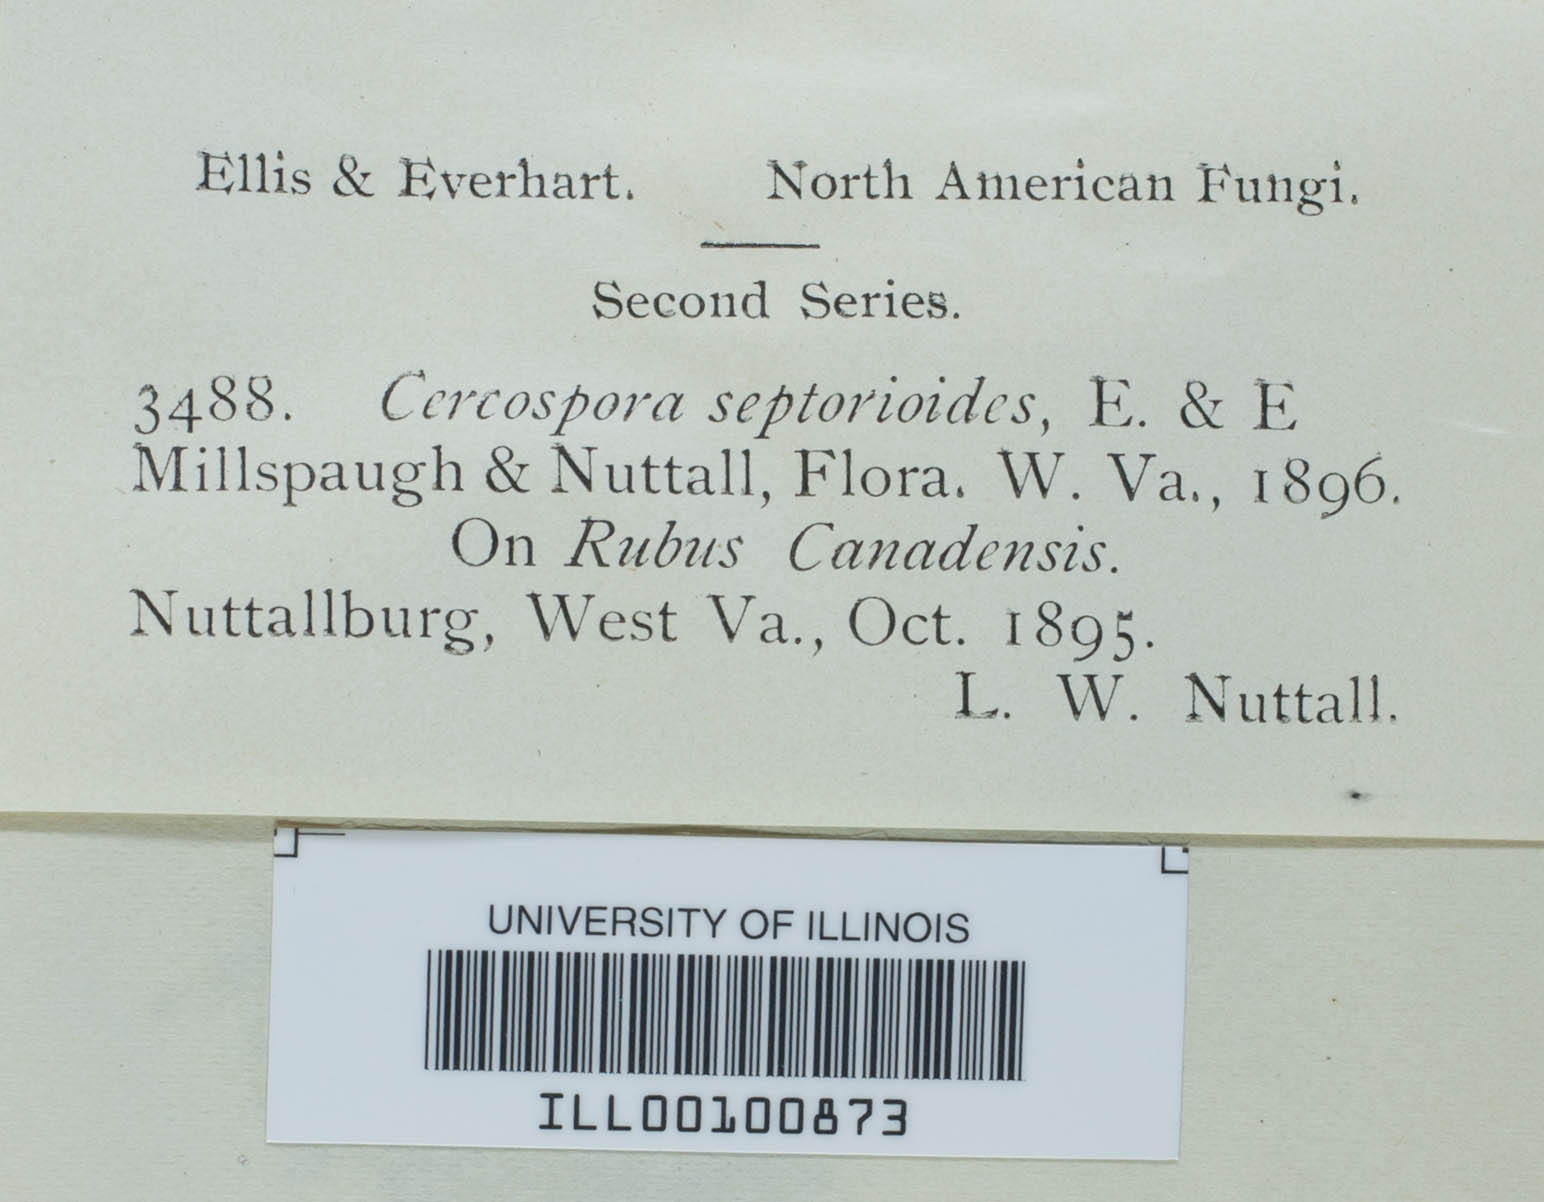 Ellis & Everhart. North American Fungi.
Second Series.
3488. Cercospora septorioides, E. & E
Millspaugh & Nuttall, Flora. W. Va., 1896.
On Rubus Canadensis.
Nuttallburg, West Va., Oct. 1895.
L. W. Nuttall.
UNIVERSITY OF ILLINOIS
ILL00100873